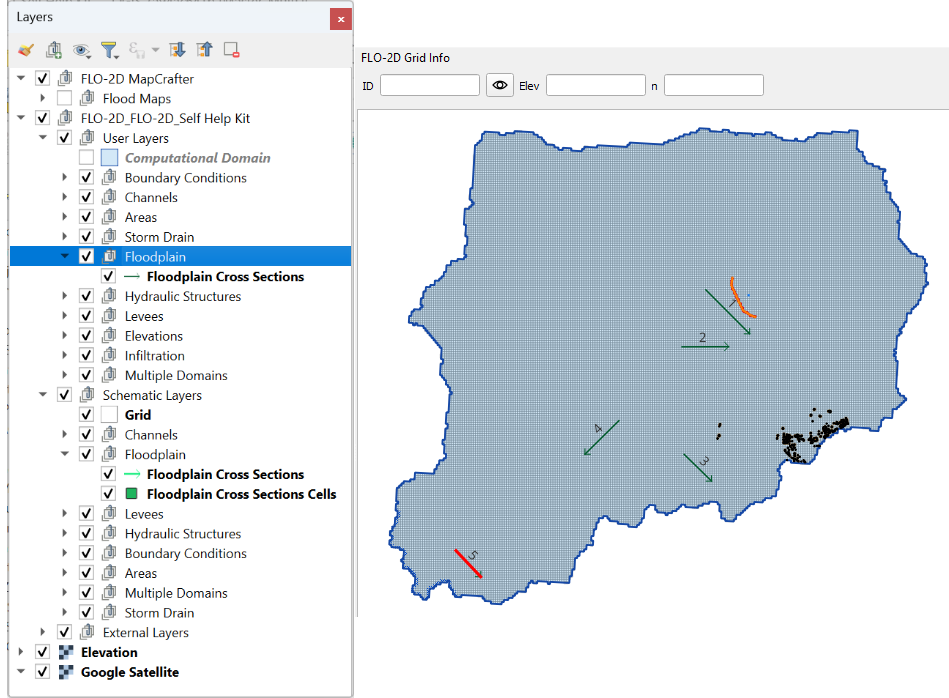 Layers
FLO-2D MapCrafter
Flood Maps
FLO-2D_FLO-2D_Self Help Kit
User Layers
Computational Domain
Boundary Conditions
Channels
Areas
Storm Drain
Floodplain
Floodplain Cross Sections
Hydraulic Structures
Levees
Elevations
Infiltration
Multiple Domains
Schematic Layers
Grid
Channels
Floodplain
Floodplain Cross Sections
Floodplain Cross Sections Cells
Levees
Hydraulic Structures
Boundary Conditions
Areas
Multiple Domains
Storm Drain
External Layers
Elevation
Google Satellite
FLO-2D Grid Info
ID Elev n
1
2
4
3
5